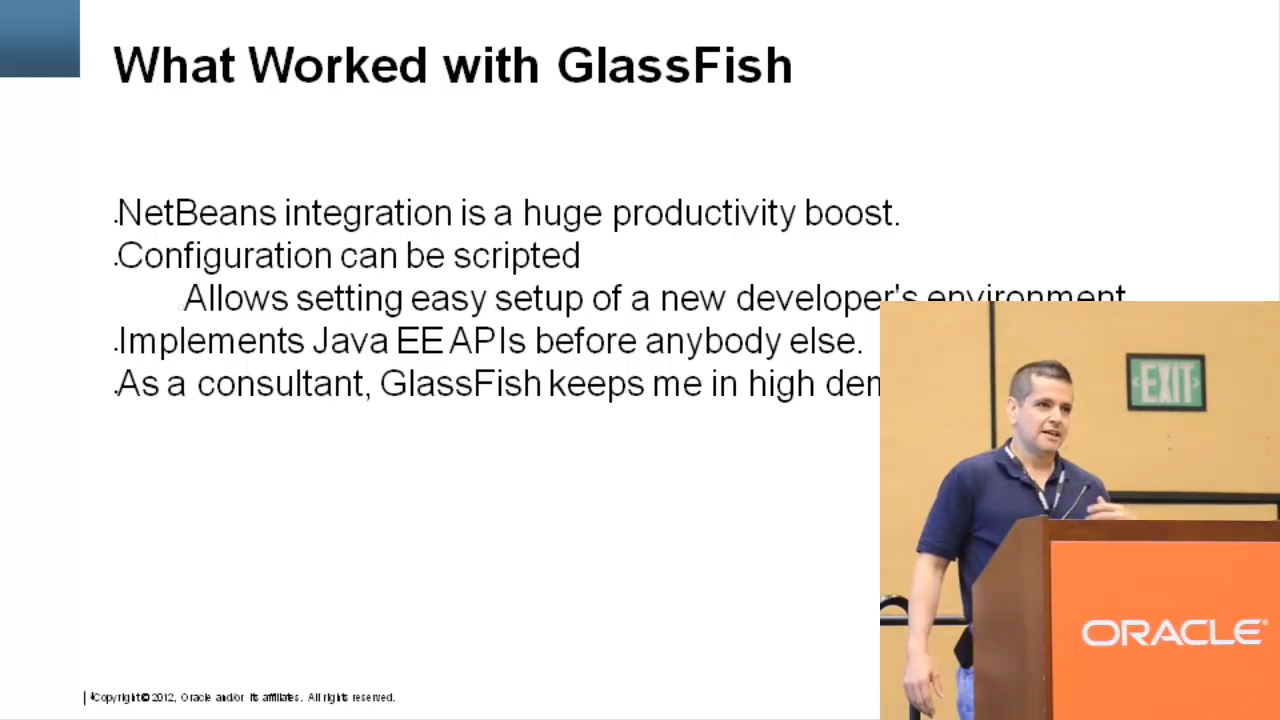 What Worked with GlassFish
.NetBeans integration is a huge productivity boost.
.Configuration can be scripted
Allows setting easy setup of a new developer's environment
.Implements Java EE APIs before anybody else.
.As a consultant, GlassFish keeps me in high dem
EXIT
ORACLE
Copyright © 2012, Oracle and/or its affiliates. All rights reserved.